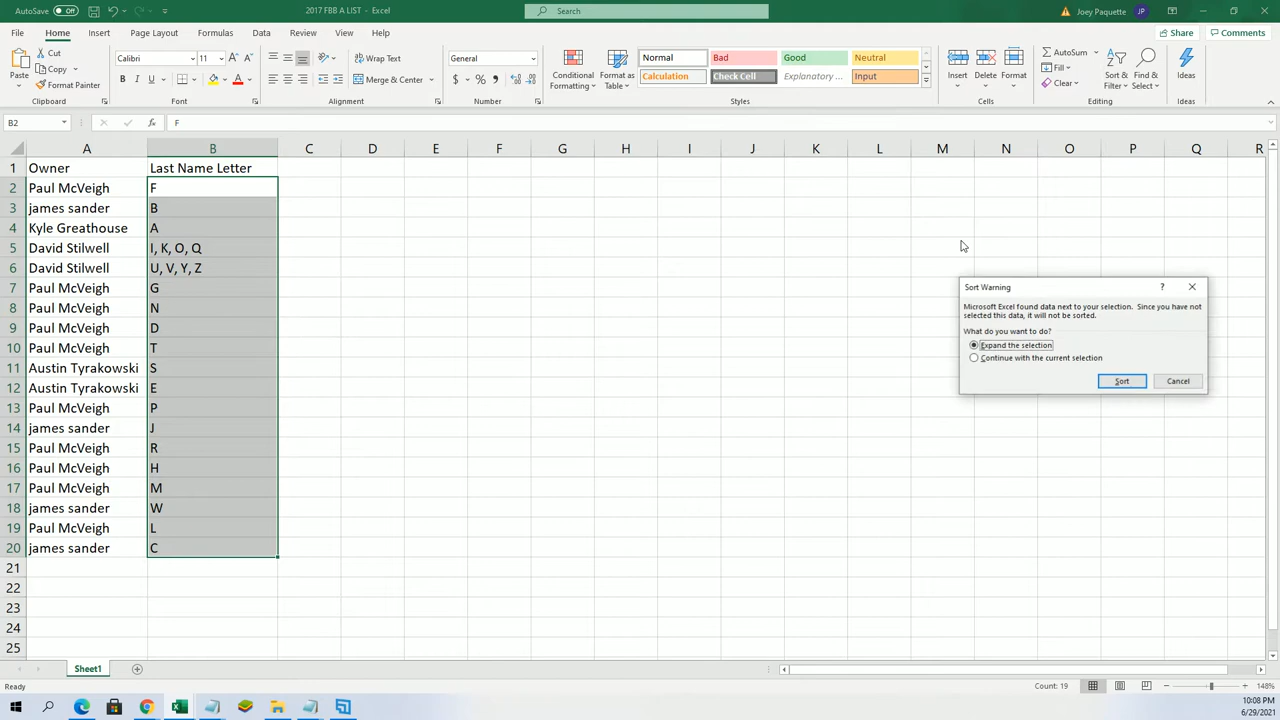 AutoSave Off 2017 FBB A LIST - Excel Search Joey Paquette JP
File Home Insert Page Layout Formulas Data Review View Help Share Comments
Paste Cut Copy Format Painter Clipboard
Calibri 11 B I U A Font
Wrap Text Merge & Center Alignment
General $ % Number
Conditional Formatting Format as Table
Normal Bad Good Neutral
Calculation Check Cell Explanatory ... Input
Styles
Insert Delete Format Cells
AutoSum Fill Clear Sort & Filter Find & Select Editing
Ideas Ideas
B2 fx F
A B C D E F G H I J K L M N O P Q R
1 Owner Last Name Letter
2 Paul McVeigh F
3 james sander B
4 Kyle Greathouse A
5 David Stilwell I, K, O, Q
6 David Stilwell U, V, Y, Z
7 Paul McVeigh G
8 Paul McVeigh N
9 Paul McVeigh D
10 Paul McVeigh T
11 Austin Tyrakowski S
12 Austin Tyrakowski E
13 Paul McVeigh P
14 james sander J
15 Paul McVeigh R
16 Paul McVeigh H
17 Paul McVeigh M
18 james sander W
19 Paul McVeigh L
20 james sander C
21
22
23
24
25
Sort Warning ?
Microsoft Excel found data next to your selection. Since you have not
selected this data, it will not be sorted.
What do you want to do?
Expand the selection
Continue with the current selection
Sort Cancel
Sheet1
Ready Count: 19 148%
10:08 PM
6/29/2021